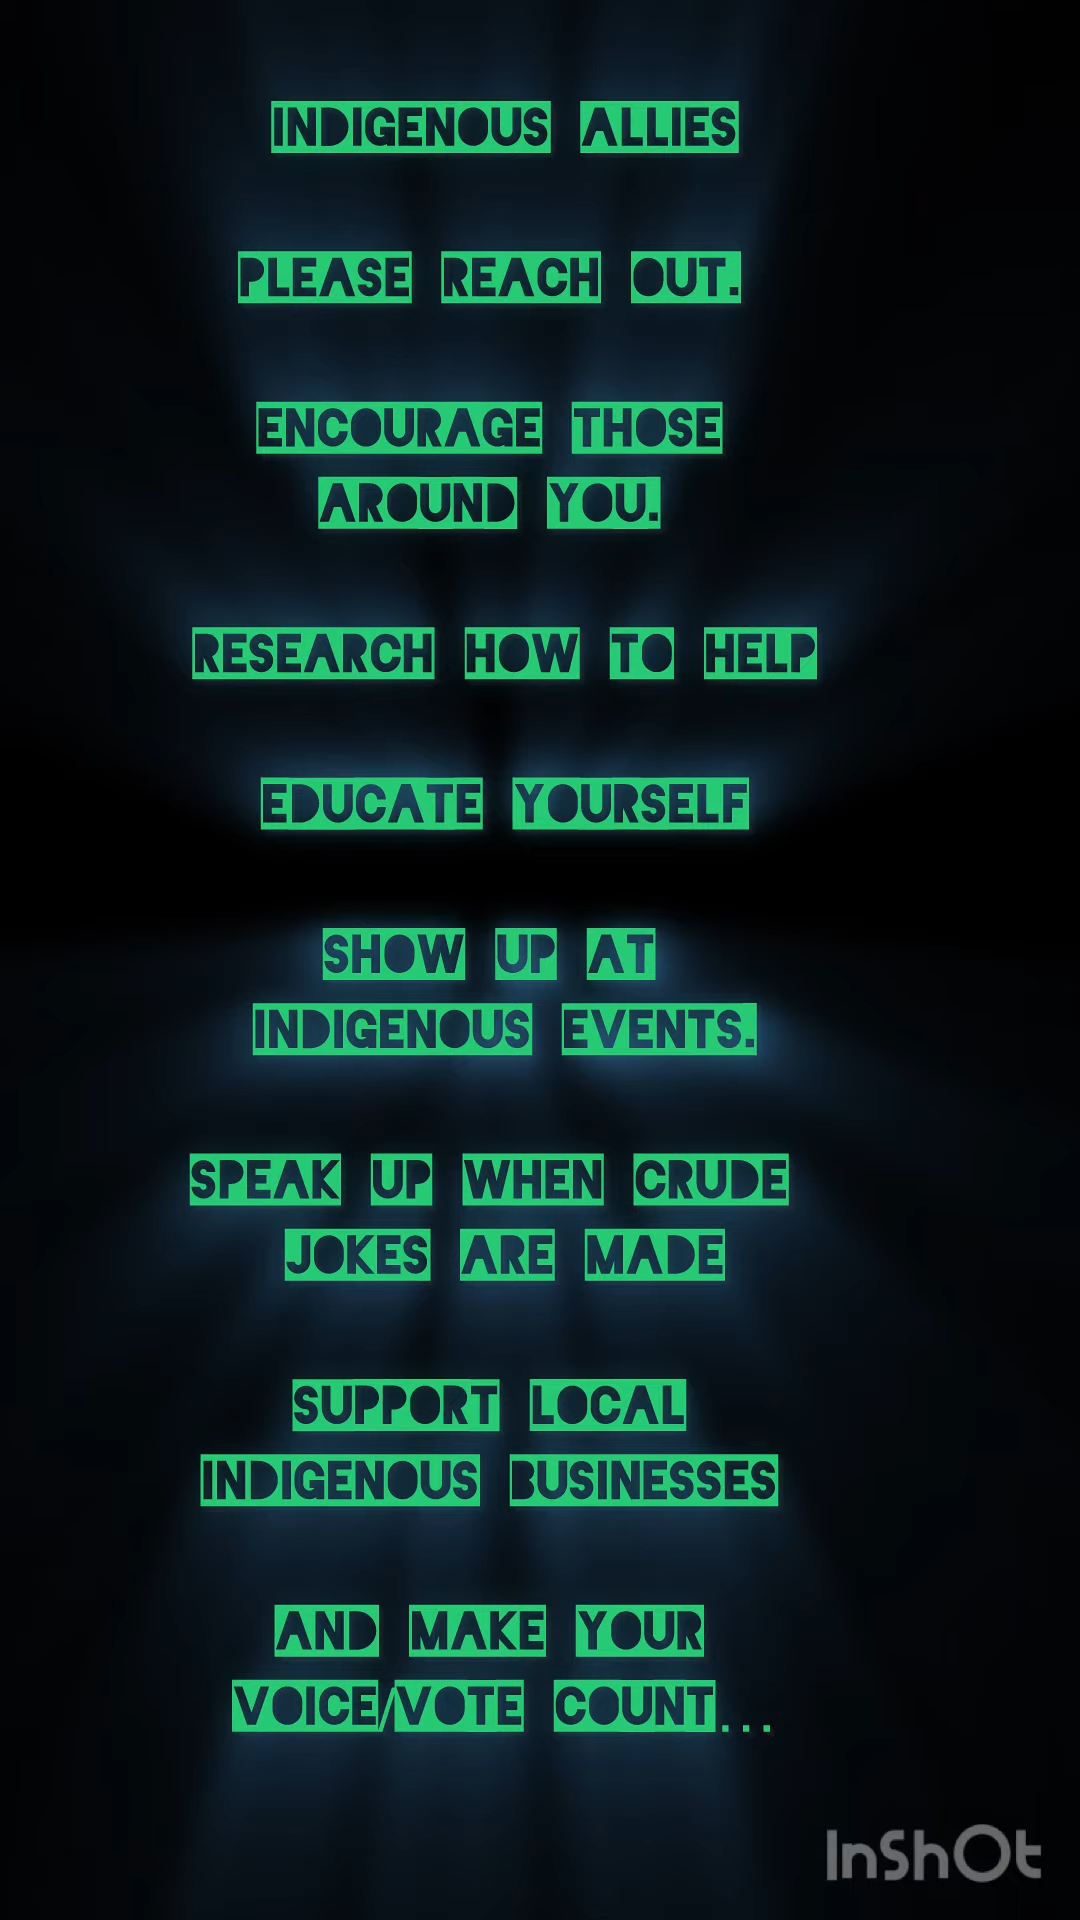 INDIGENOUS ALLIES
PLEASE REACH OUT.
ENCOURAGE THOSE
AROUND YOU.
RESEARCH HOW TO HELP
EDUCATE YOURSELF
SHOW UP AT
INDIGENOUS EVENTS.
SPEAK UP WHEN CRUDE
JOKES ARE MADE
SUPPORT LOCAL
INDIGENOUS BUSINESSES
AND MAKE YOUR
VOICE/VOTE COUNT...
InShOt